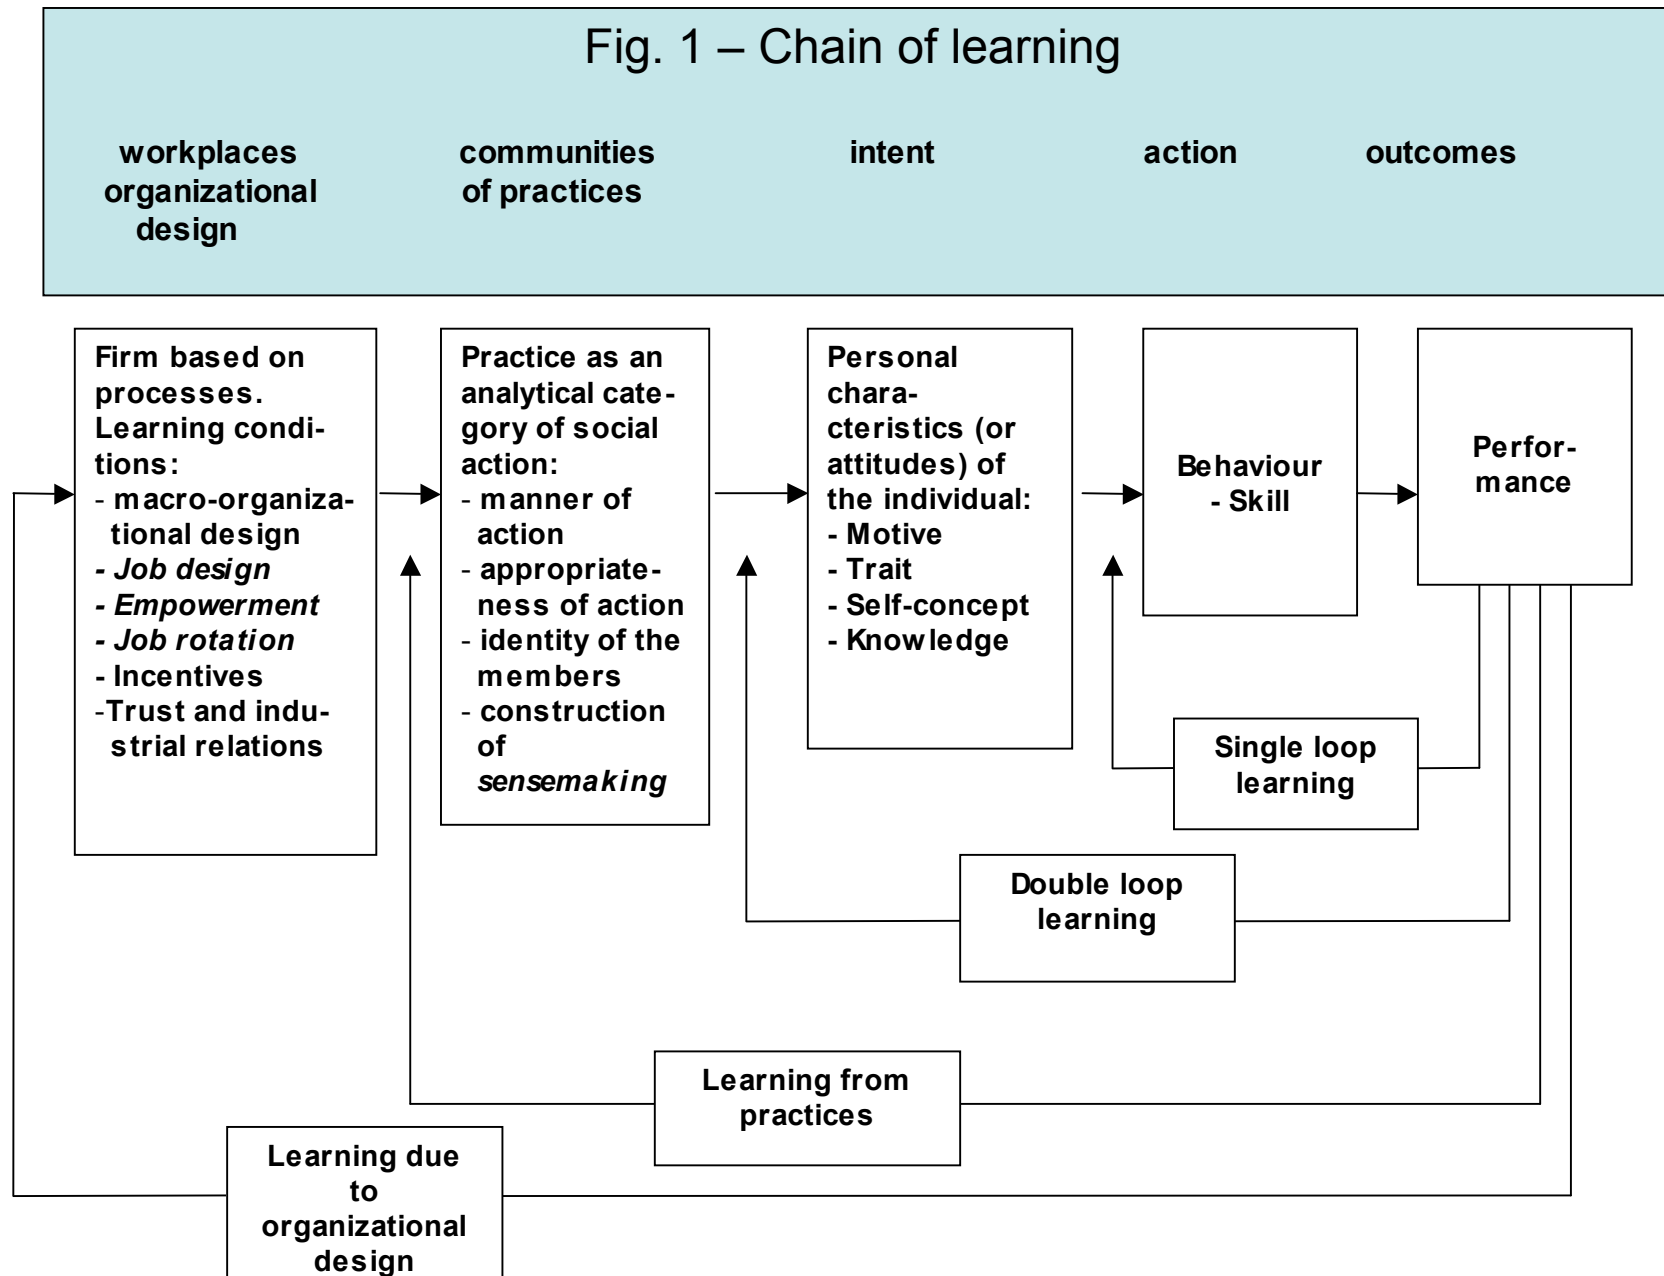 Fig. 1 – Chain of learning
workplaces
organizational
design
communities
of practices
intent
action
outcomes
Firm based on
processes.
Learning condi-
tions:
- macro-organiza-
tional design
- Job design
- Empowerment
- Job rotation
- Incentives
-Trust and indu-
strial relations
Practice as an
analytical cate-
gory of social
action:
- manner of
action
- appropriate-
ness of action
- identity of the
members
- construction
of
sensemaking
Personal
chara-
cteristics (or
attitudes) of
the individual:
- Motive
- Trait
- Self-concept
- Knowledge
Behaviour
- Skill
Perfor-
mance
Single loop
learning
Double loop
learning
Learning from
practices
Learning due
to
organizational
design